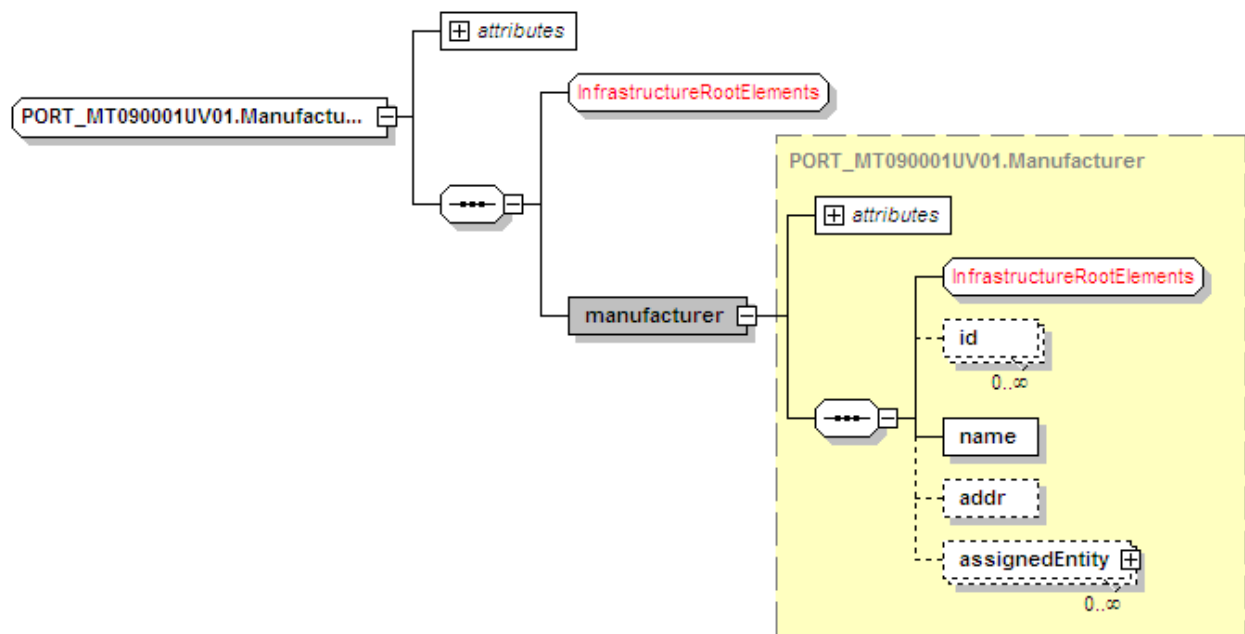 attributes
InfrastructureRootElements
PORT_MT090001UV01.Manufactu...
PORT_MT090001UV01.Manufacturer
attributes
InfrastructureRootElements
manufacturer
id
0..∞
name
addr
assignedEntity
0..∞